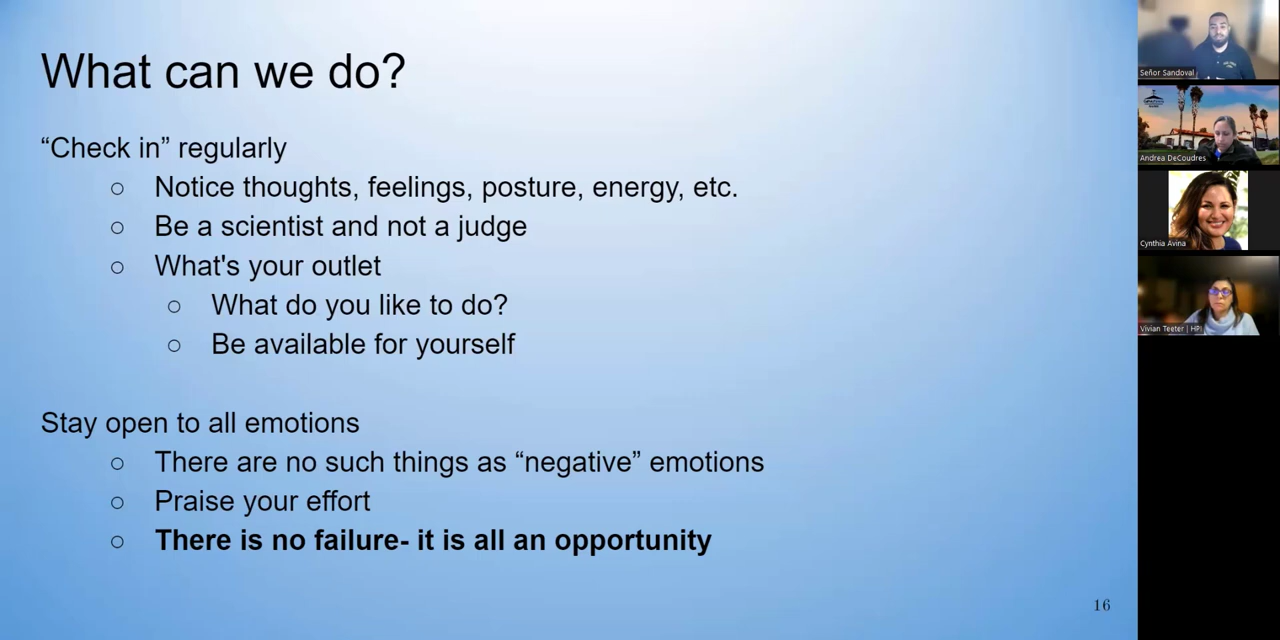 What can we do?
“Check in” regularly
○ Notice thoughts, feelings, posture, energy, etc.
○ Be a scientist and not a judge
○ What's your outlet
○ What do you like to do?
○ Be available for yourself
Stay open to all emotions
○ There are no such things as “negative” emotions
○ Praise your effort
○ There is no failure- it is all an opportunity
16
Señor Sandoval
Andrea DeCoudres
Cynthia Avina
Vivian Teeter | HPI